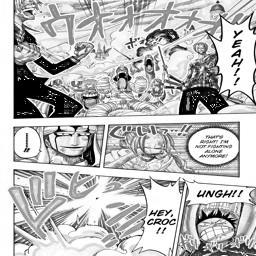 ウオオオオ
YEAH!!
THAT'S
RIGHT! I'M
NOT FIGHTING
ALONE
ANYMORE!
!!
UNGH!!
HEY,
CROC
!!